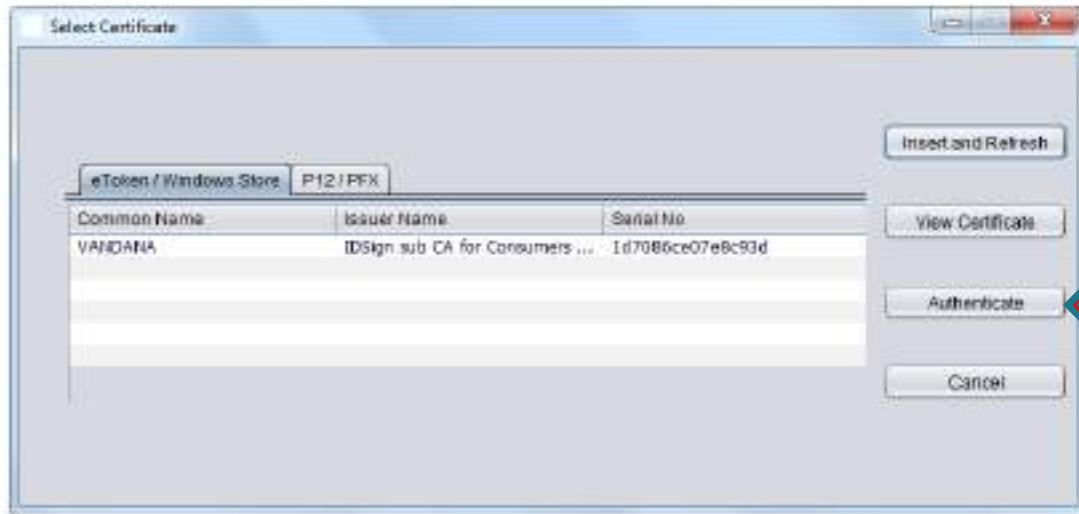 Select Certificate
Insert and Refresh
eToken / Windows Store P12 / PFX
Common Name Issuer Name Serial No
View Certificate
VANDANA IDSign sub CA for Consumers ... 1d7086ce07e8c93d
Authenticate
Cancel